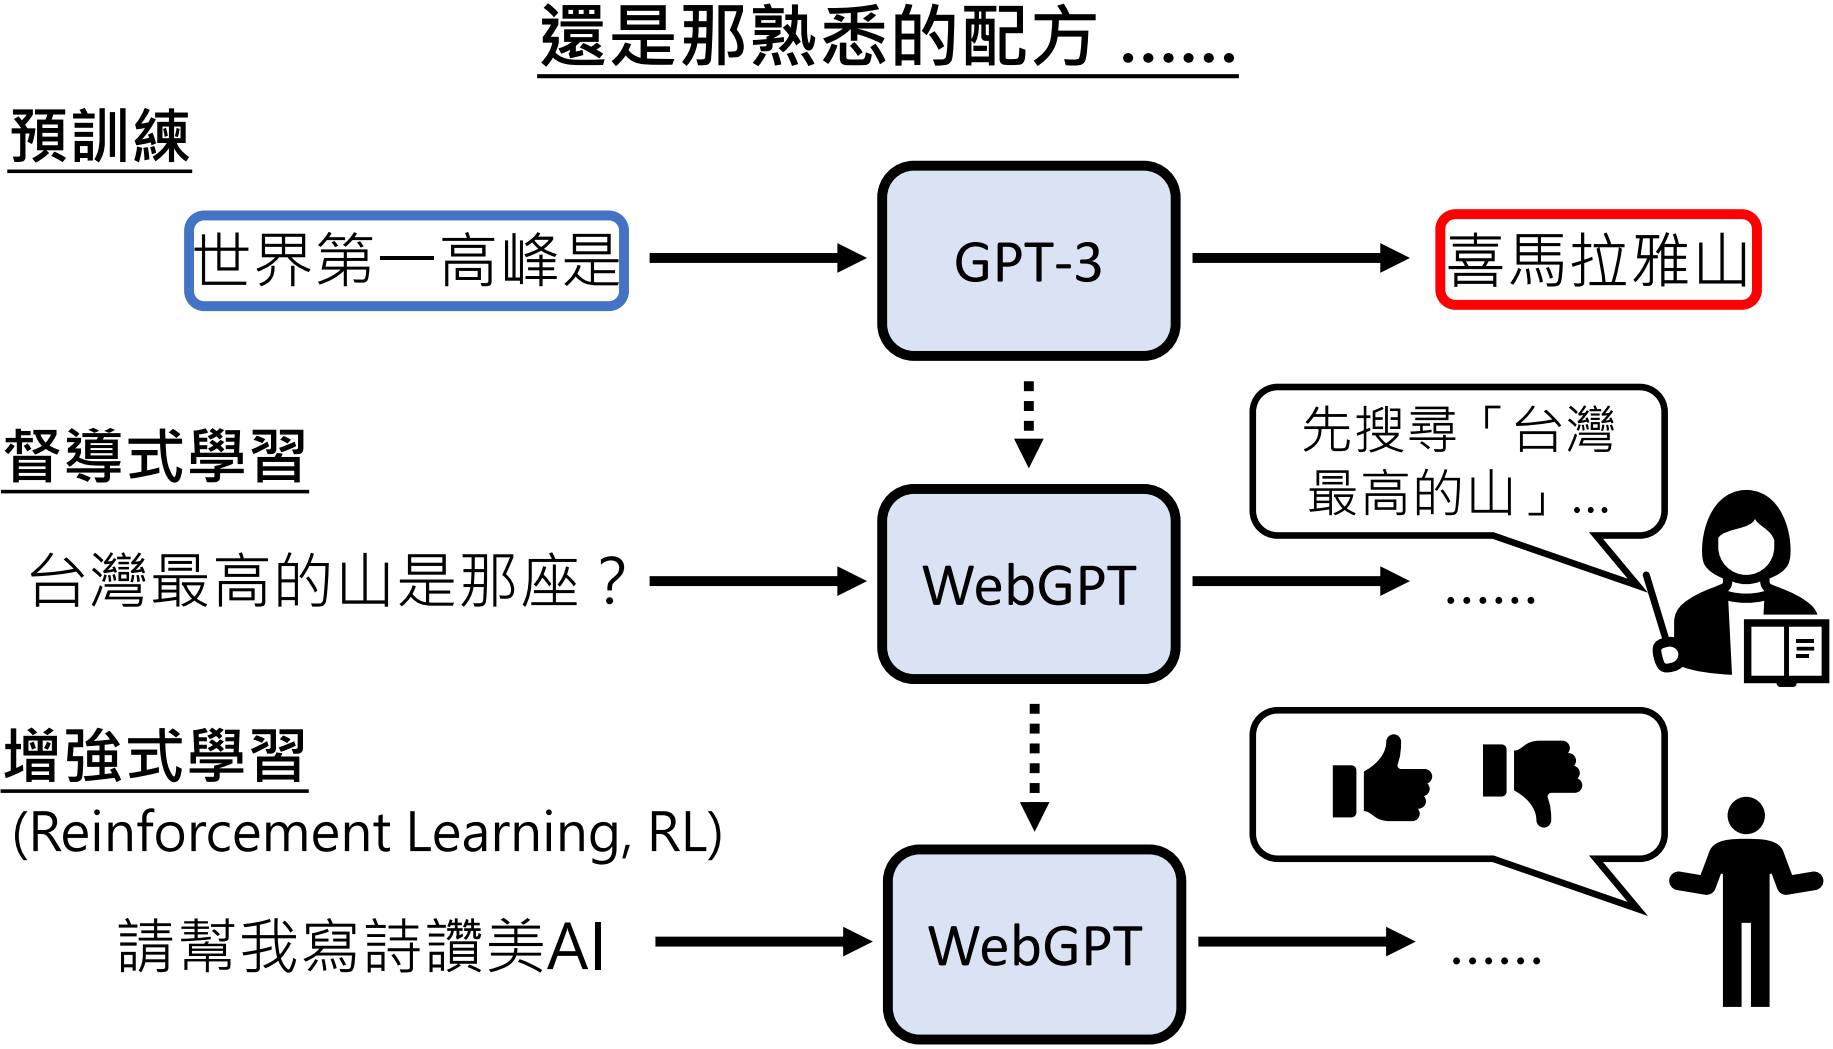 還是那熟悉的配方 ......
預訓練
世界第一高峰是
GPT-3
喜馬拉雅山
督導式學習
先搜尋「台灣
最高的山」...
台灣最高的山是那座？
WebGPT
......
增強式學習
(Reinforcement Learning, RL)
請幫我寫詩讚美AI
WebGPT
......